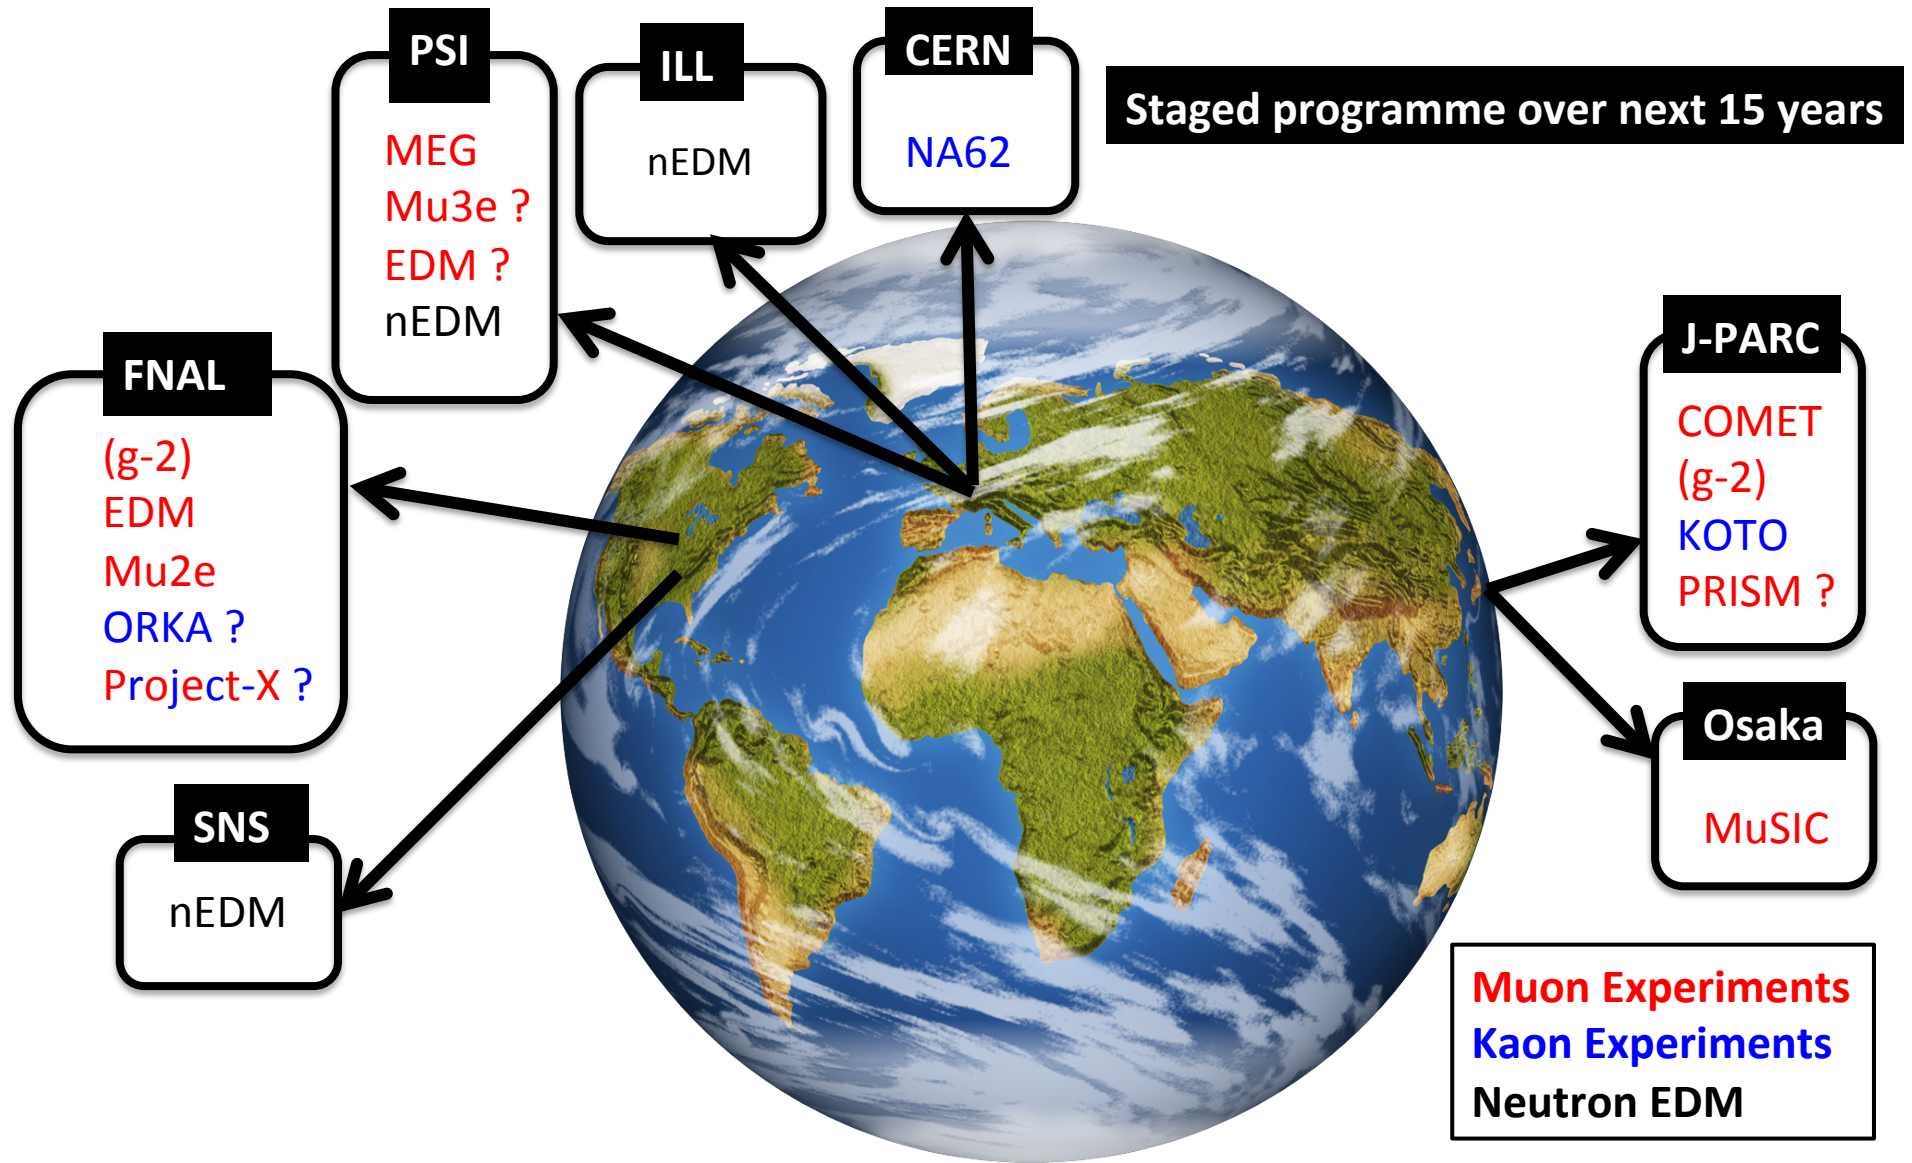 PSI
MEG
Mu3e ?
EDM ?
nEDM
ILL
nEDM
CERN
NA62
Staged programme over next 15 years
FNAL
(g-2)
EDM
Mu2e
ORKA ?
Project-X ?
J-PARC
COMET
(g-2)
KOTO
PRISM ?
SNS
nEDM
Osaka
MuSIC
Muon Experiments
Kaon Experiments
Neutron EDM